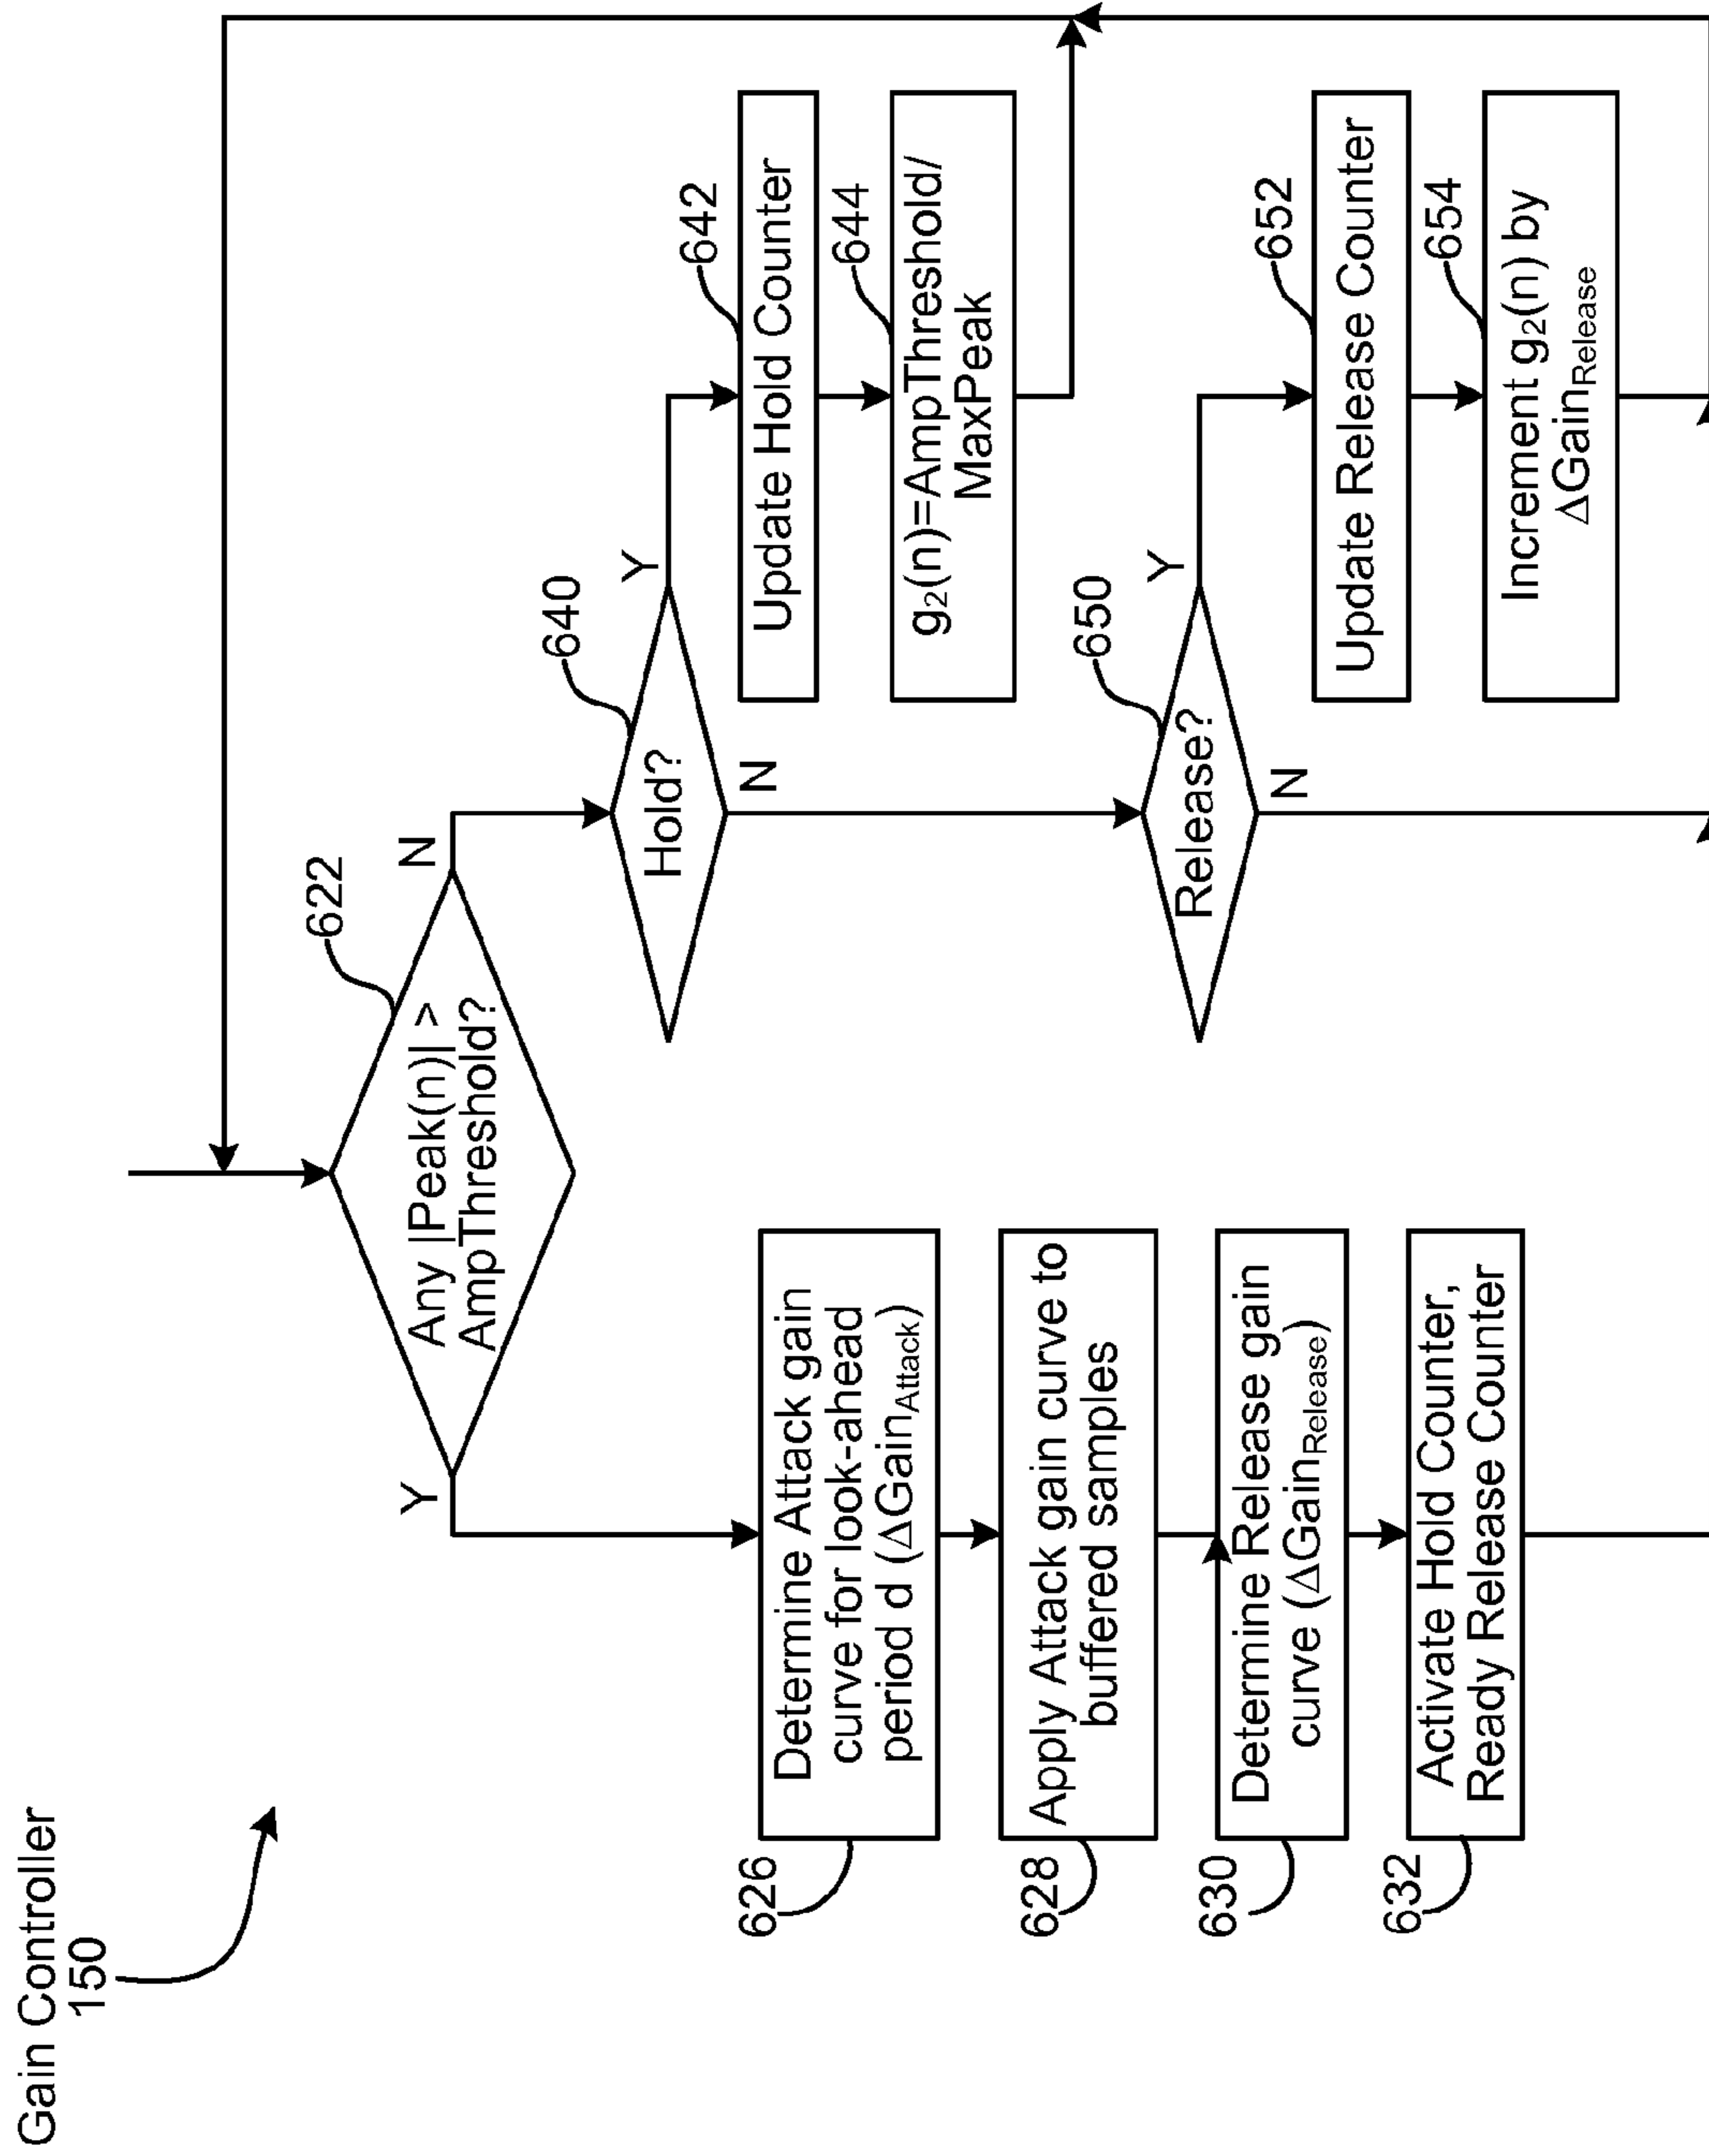 Gain Controller
150
622
Any |Peak(n)| >
AmpThreshold?
Y
N
626
Determine Attack gain
curve for look-ahead
period d (ΔGainAttack)
628
Apply Attack gain curve to
buffered samples
630
Determine Release gain
curve (ΔGainRelease)
632
Activate Hold Counter,
Ready Release Counter
640
Hold?
Y
N
642
Update Hold Counter
644
g₂(n)=AmpThreshold/
MaxPeak
650
Release?
Y
N
652
Update Release Counter
654
Increment g₂(n) by
ΔGainRelease